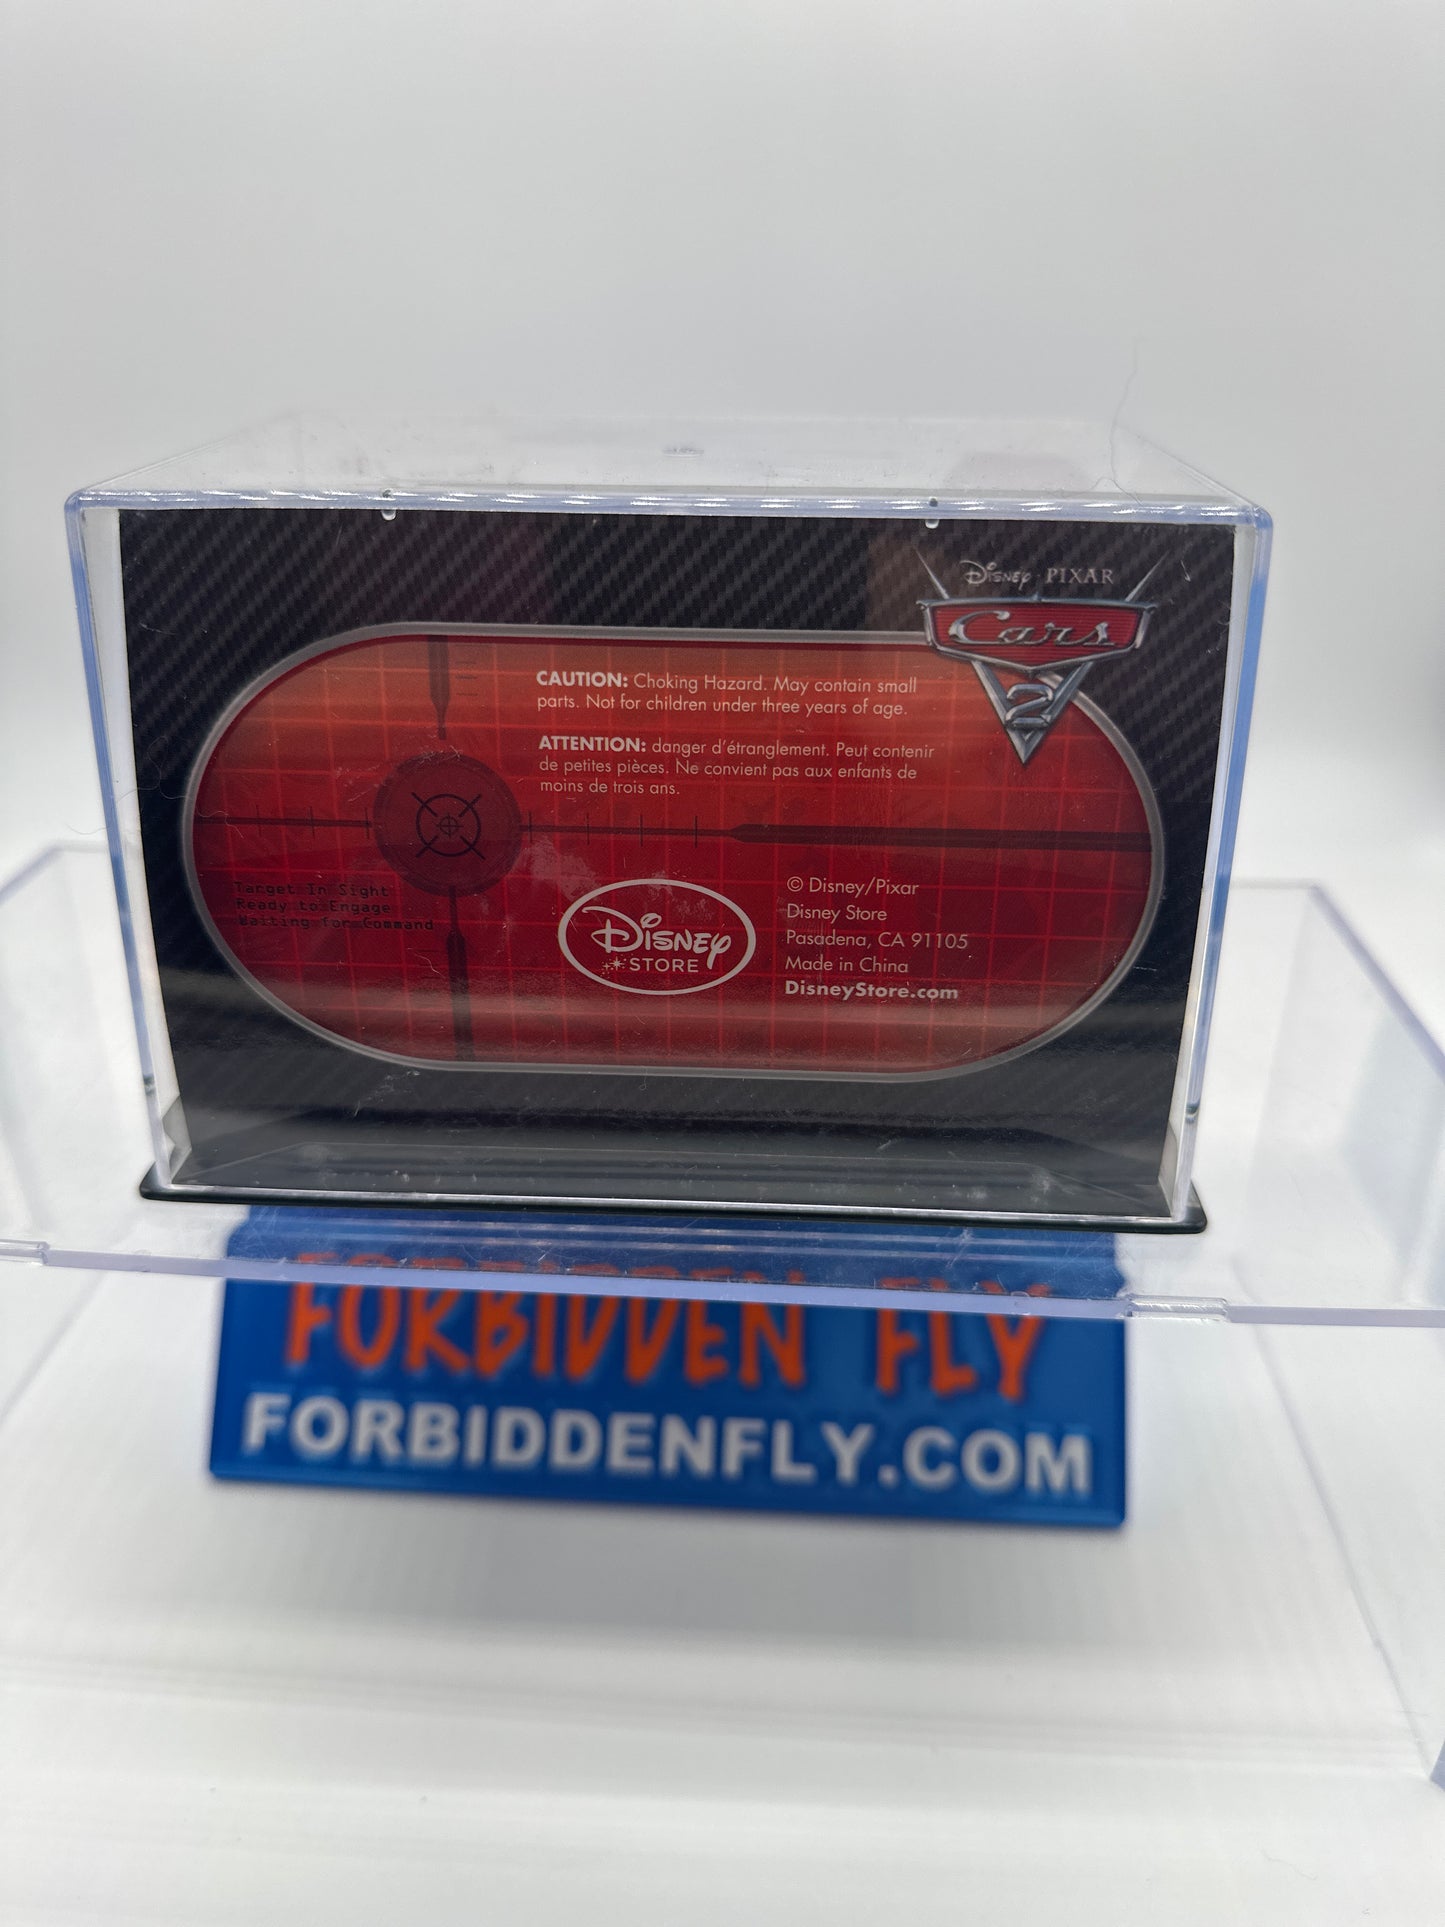 Disney · PIXAR
Cars
2
CAUTION: Choking Hazard. May contain small
parts. Not for children under three years of age.
ATTENTION: danger d'étranglement. Peut contenir
de petites pièces. Ne convient pas aux enfants de
moins de trois ans.
Target In Sight
Ready to Engage
Waiting for Command
Disney
STORE
© Disney/Pixar
Disney Store
Pasadena, CA 91105
Made in China
DisneyStore.com
FORBIDDEN FLY
FORBIDDENFLY.COM